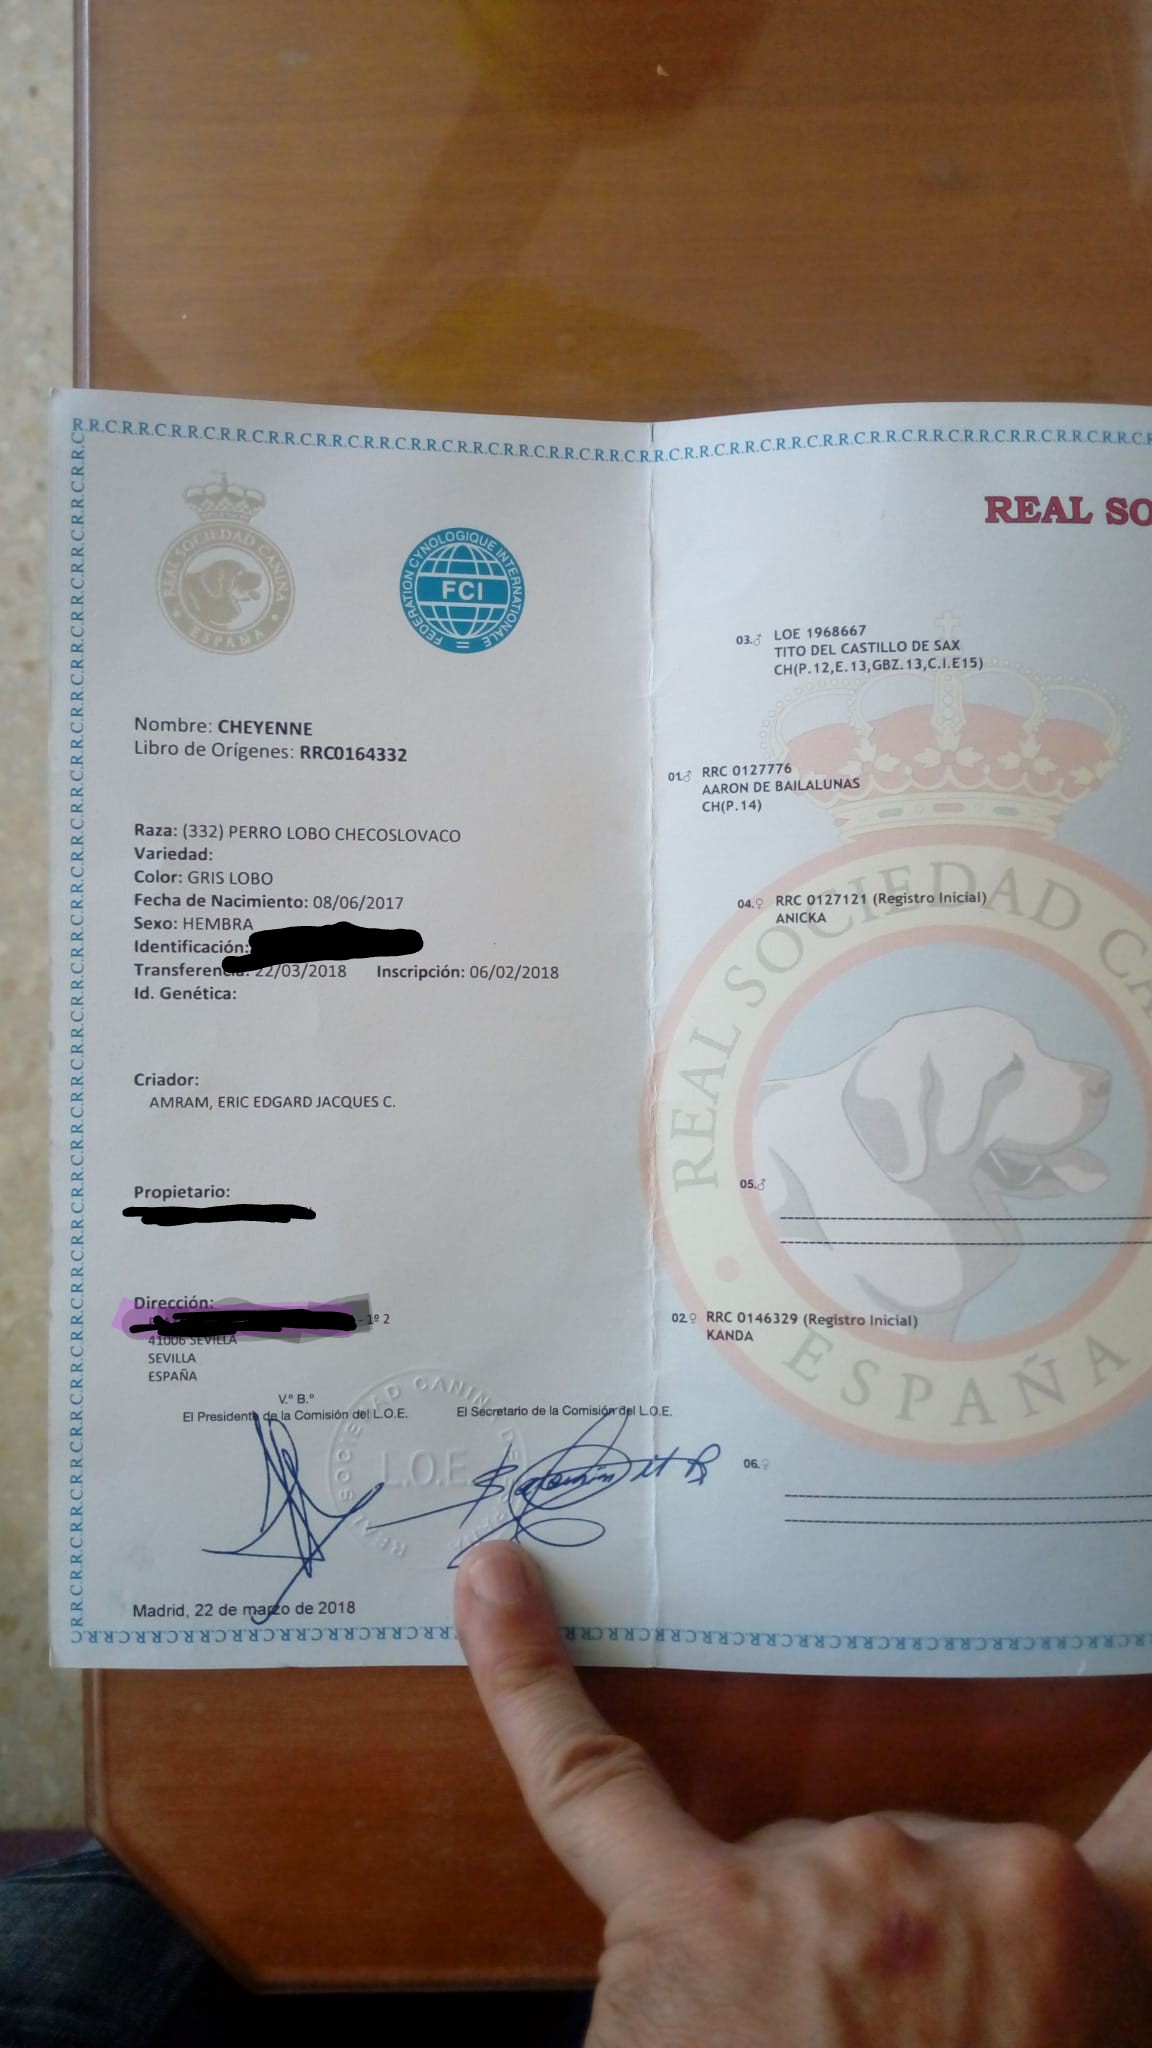 R.R.C.R.R.C.R.R.C.R.R.C.R.R.C.R.R.C.R.R.C.R.R.C.R.R.C.R.R.C.R.R.C.R.R.C.R.R.C.R.R.C.R.R.C.R.R.C
REAL SOCIEDAD CANINA
ESPAÑA
FEDERATION CYNOLOGIQUE INTERNATIONALE
FCI
Nombre: CHEYENNE
Libro de Orígenes: RRC0164332
Raza: (332) PERRO LOBO CHECOSLOVACO
Variedad:
Color: GRIS LOBO
Fecha de Nacimiento: 08/06/2017
Sexo: HEMBRA
Identificación:
22/03/2018 Inscripción: 06/02/2018
Id. Genética:
Criador:
AMRAM, ERIC EDGARD JACQUES C.
Propietario:
Dirección:
- 1º 2
41006 SEVILLA
SEVILLA
ESPAÑA
V.º B.º
El Presidente de la Comisión del L.O.E.
El Secretario de la Comisión del L.O.E.
L.O.E.
Madrid, 22 de marzo de 2018
REAL SO
03.♂ LOE 1968667
TITO DEL CASTILLO DE SAX
CH(P.12,E.13,GBZ.13,C.I.E15)
01.♂ RRC 0127776
AARON DE BAILALUNAS
CH(P.14)
04.♀ RRC 0127121 (Registro Inicial)
ANICKA
05.♂
02.♀ RRC 0146329 (Registro Inicial)
KANDA
06.♀
REAL SOCIEDAD CA
ESPAÑA